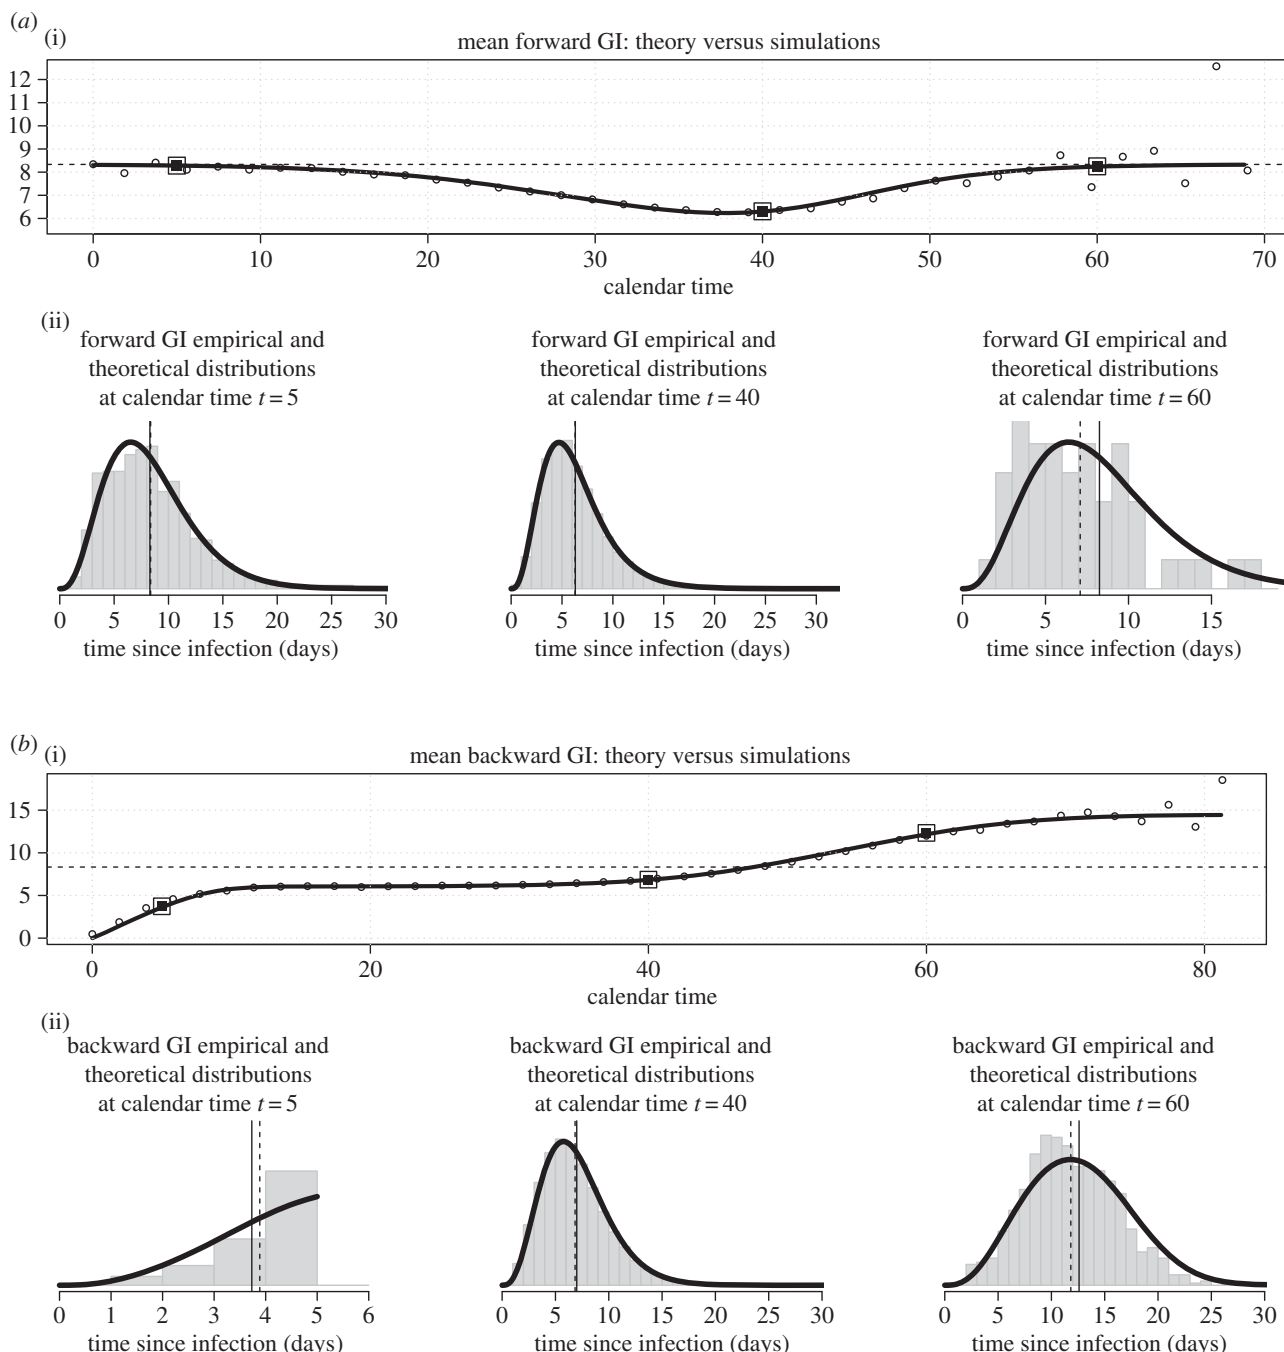 (a)
(i)
mean forward GI: theory versus simulations
12
11
10
9
8
7
6
0 10 20 30 40 50 60 70
calendar time
(ii)
forward GI empirical and
theoretical distributions
at calendar time t = 5
0 5 10 15 20 25 30
time since infection (days)
forward GI empirical and
theoretical distributions
at calendar time t = 40
0 5 10 15 20 25 30
time since infection (days)
forward GI empirical and
theoretical distributions
at calendar time t = 60
0 5 10 15
time since infection (days)
(b)
(i)
mean backward GI: theory versus simulations
15
10
5
0
0 20 40 60 80
calendar time
(ii)
backward GI empirical and
theoretical distributions
at calendar time t = 5
0 1 2 3 4 5 6
time since infection (days)
backward GI empirical and
theoretical distributions
at calendar time t = 40
0 5 10 15 20 25 30
time since infection (days)
backward GI empirical and
theoretical distributions
at calendar time t = 60
0 5 10 15 20 25 30
time since infection (days)